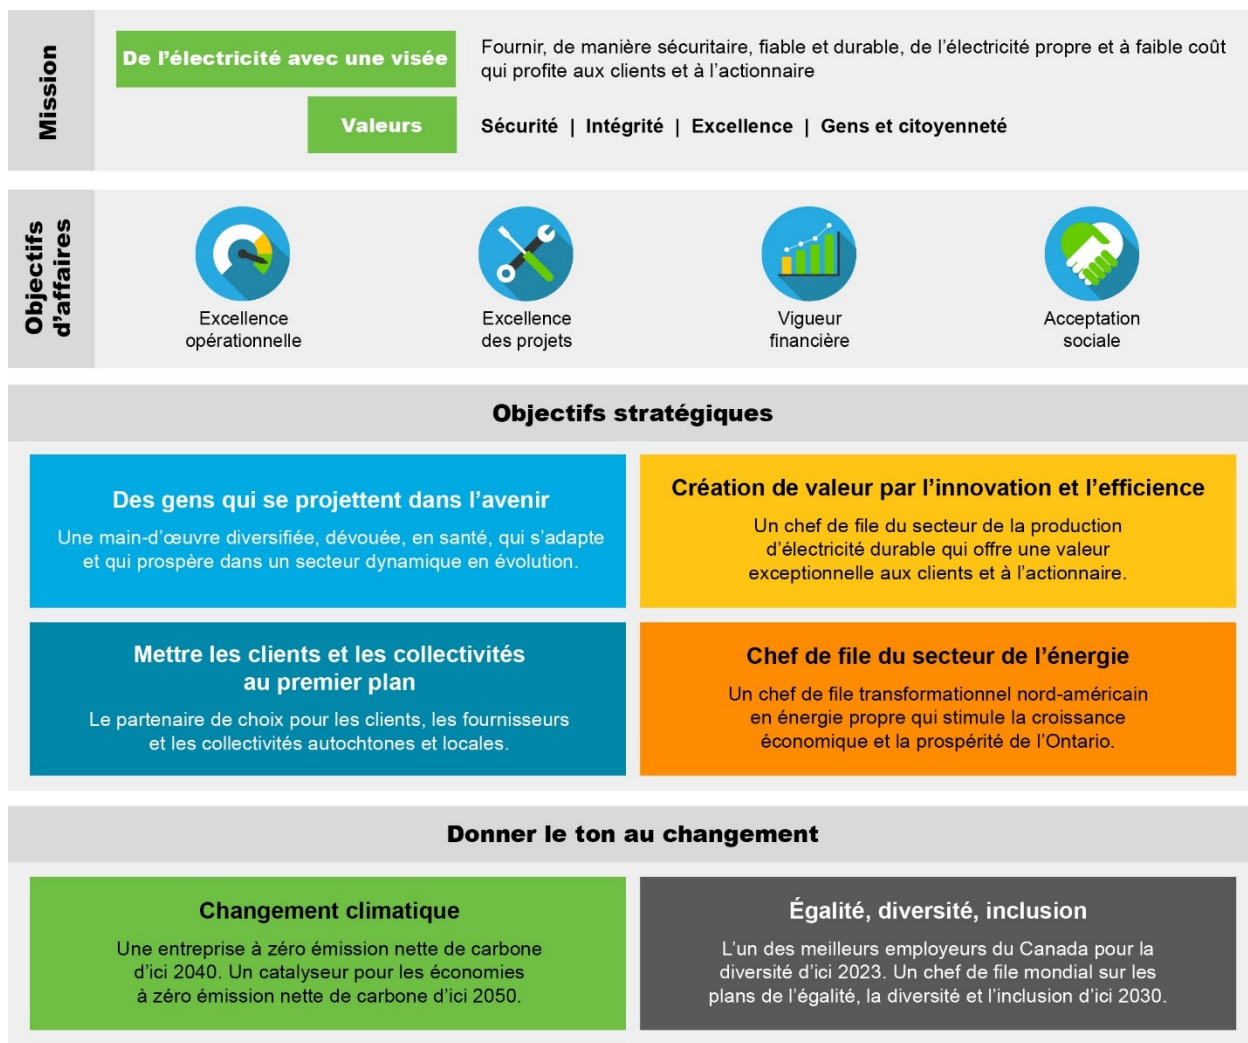 Mission
De l’électricité avec une visée
Fournir, de manière sécuritaire, fiable et durable, de l’électricité propre et à faible coût
qui profite aux clients et à l’actionnaire
Valeurs
Sécurité | Intégrité | Excellence | Gens et citoyenneté
Objectifs
d’affaires
Excellence
opérationnelle
Excellence
des projets
Vigueur
financière
Acceptation
sociale
Objectifs stratégiques
Des gens qui se projettent dans l’avenir
Une main-d’œuvre diversifiée, dévouée, en santé, qui s’adapte
et qui prospère dans un secteur dynamique en évolution.
Création de valeur par l’innovation et l’efficience
Un chef de file du secteur de la production
d’électricité durable qui offre une valeur
exceptionnelle aux clients et à l’actionnaire.
Mettre les clients et les collectivités
au premier plan
Le partenaire de choix pour les clients, les fournisseurs
et les collectivités autochtones et locales.
Chef de file du secteur de l’énergie
Un chef de file transformationnel nord-américain
en énergie propre qui stimule la croissance
économique et la prospérité de l’Ontario.
Donner le ton au changement
Changement climatique
Une entreprise à zéro émission nette de carbone
d’ici 2040. Un catalyseur pour les économies
à zéro émission nette de carbone d’ici 2050.
Égalité, diversité, inclusion
L’un des meilleurs employeurs du Canada pour la
diversité d’ici 2023. Un chef de file mondial sur les
plans de l’égalité, la diversité et l’inclusion d’ici 2030.